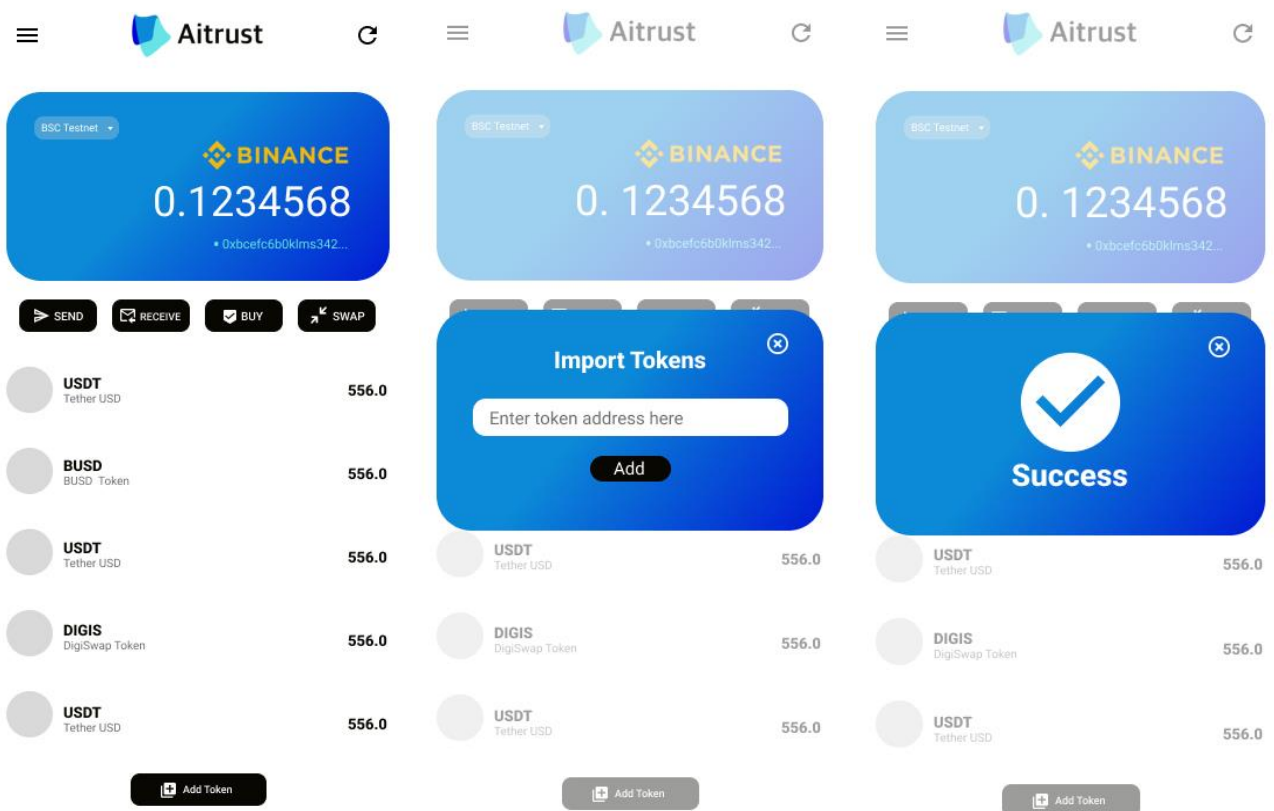 Aitrust
BSC Testnet
BINANCE
0.1234568
• 0xbcefc6b0klms342...
SEND
RECEIVE
BUY
SWAP
USDT
Tether USD
556.0
BUSD
BUSD Token
556.0
USDT
Tether USD
556.0
DIGIS
DigiSwap Token
556.0
USDT
Tether USD
556.0
Add Token
Aitrust
BSC Testnet
BINANCE
0. 1234568
• 0xbcefc6b0klms342...
Import Tokens
Enter token address here
Add
USDT
Tether USD
556.0
DIGIS
DigiSwap Token
556.0
USDT
Tether USD
556.0
Add Token
Aitrust
BSC Testnet
BINANCE
0. 1234568
• 0xbcefc6b0klms342...
Success
USDT
Tether USD
556.0
DIGIS
DigiSwap Token
556.0
USDT
Tether USD
556.0
Add Token